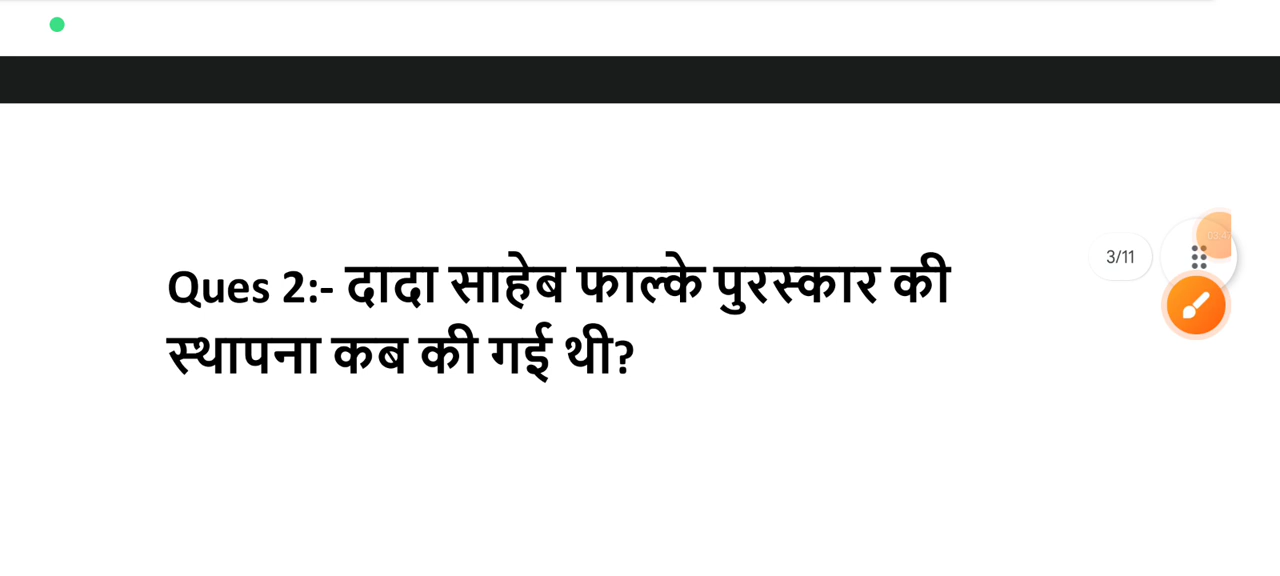 Ques 2:- दादा साहेब फाल्के पुरस्कार की
स्थापना कब की गई थी?
3/11